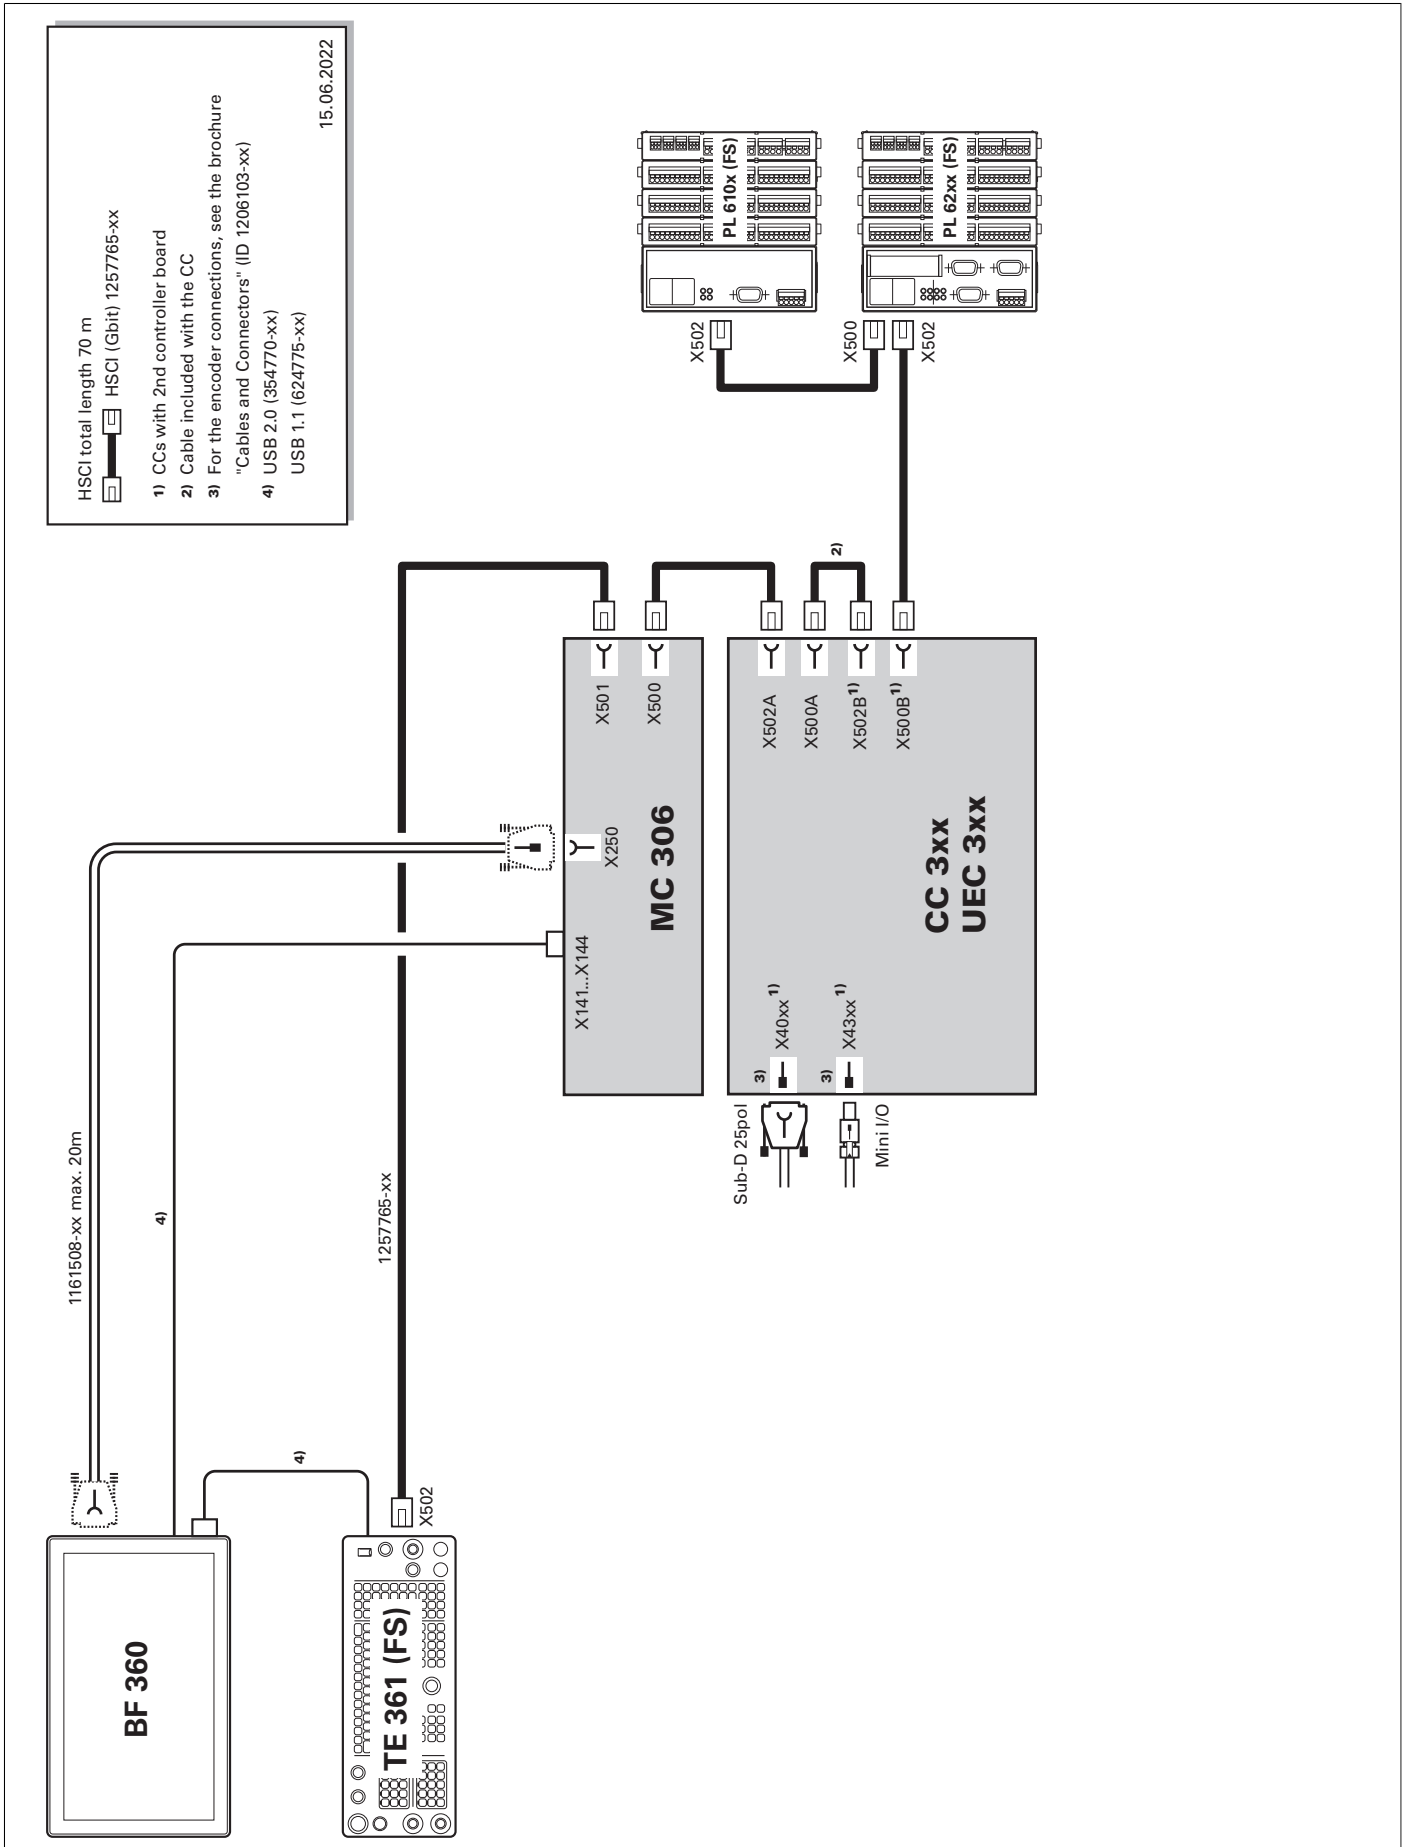 HSCI total length 70 m
HSCI (Gbit) 1257765-xx
1) CCs with 2nd controller board
2) Cable included with the CC
3) For the encoder connections, see the brochure
"Cables and Connectors" (ID 1206103-xx)
4) USB 2.0 (354770-xx)
USB 1.1 (624775-xx)
15.06.2022
BF 360
1161508-xx max. 20m
4)
4)
TE 361 (FS)
X502
1257765-xx
X141...X144
X250
X501
X500
MC 306
Sub-D 25pol
3)
X40xx 1)
3)
X43xx 1)
Mini I/O
CC 3xx
UEC 3xx
X502A
X500A
X502B 1)
X500B 1)
2)
X502
X500
X502
PL 610x (FS)
PL 62xx (FS)